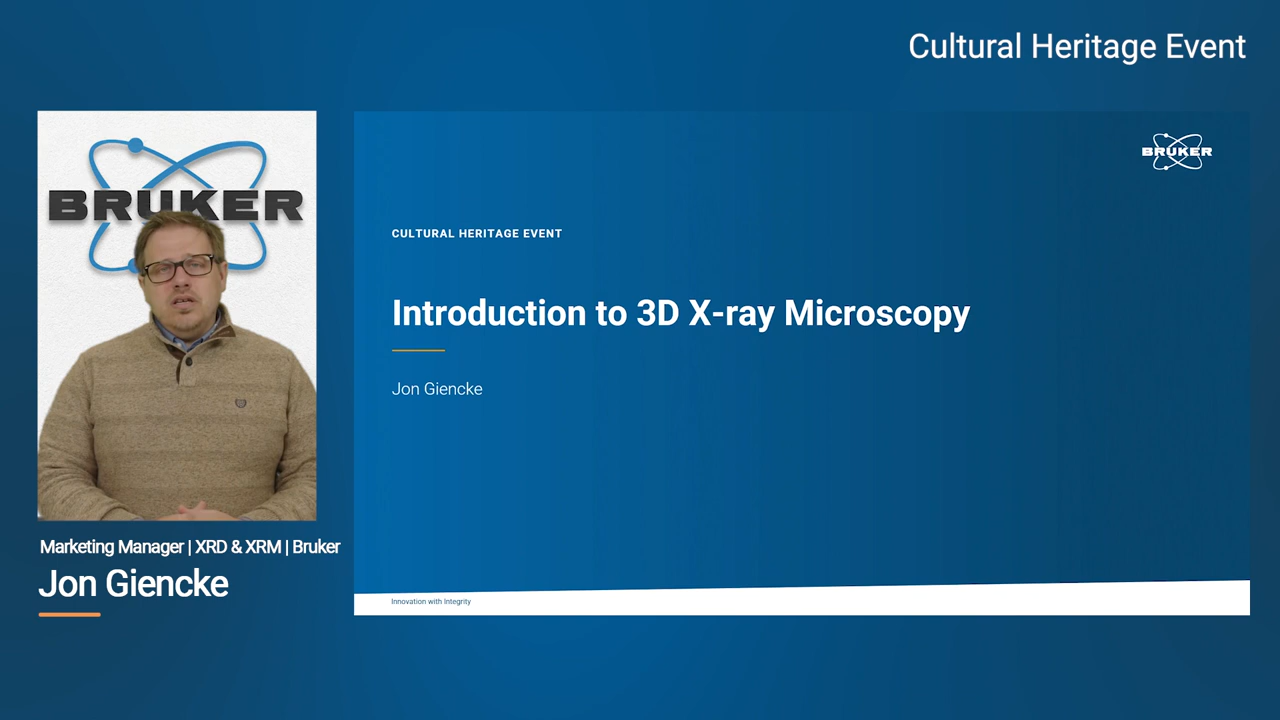 Cultural Heritage Event
BRUKER
BRUKER
CULTURAL HERITAGE EVENT
Introduction to 3D X-ray Microscopy
Jon Giencke
Marketing Manager | XRD & XRM | Bruker
Jon Giencke
Innovation with Integrity